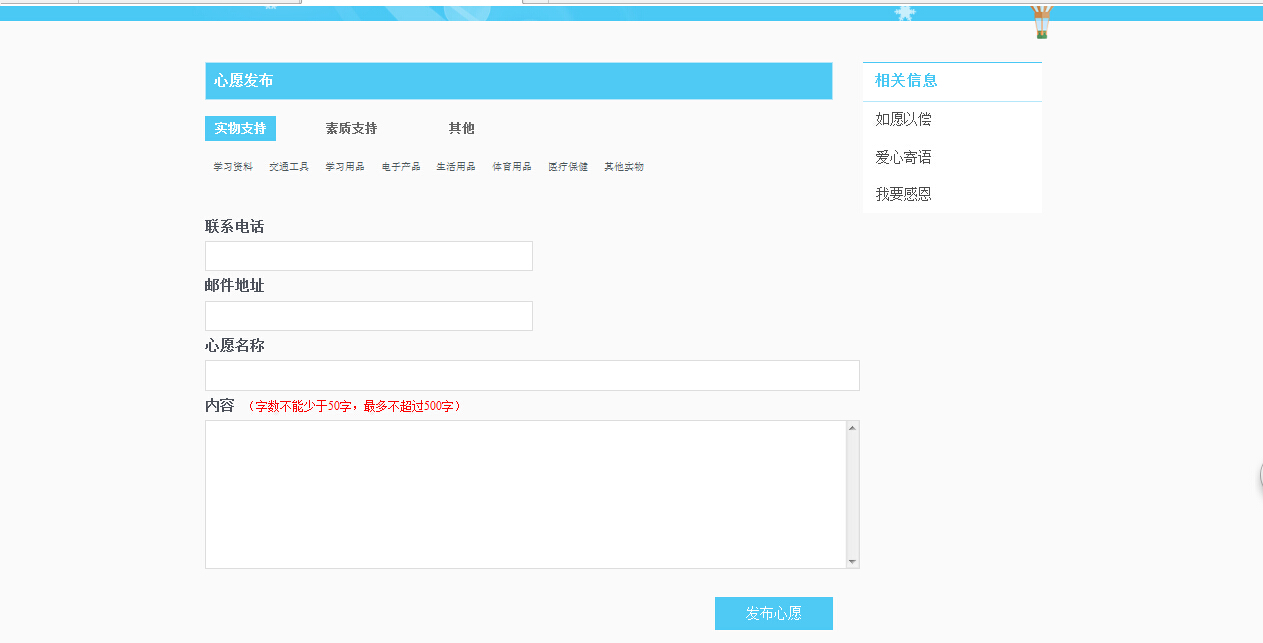 心愿发布
实物支持 素质支持 其他
学习资料 交通工具 学习用品 电子产品 生活用品 体育用品 医疗保健 其他实物
联系电话
邮件地址
心愿名称
内容 （字数不能少于50字，最多不超过500字）
发布心愿
相关信息
如愿以偿
爱心寄语
我要感恩